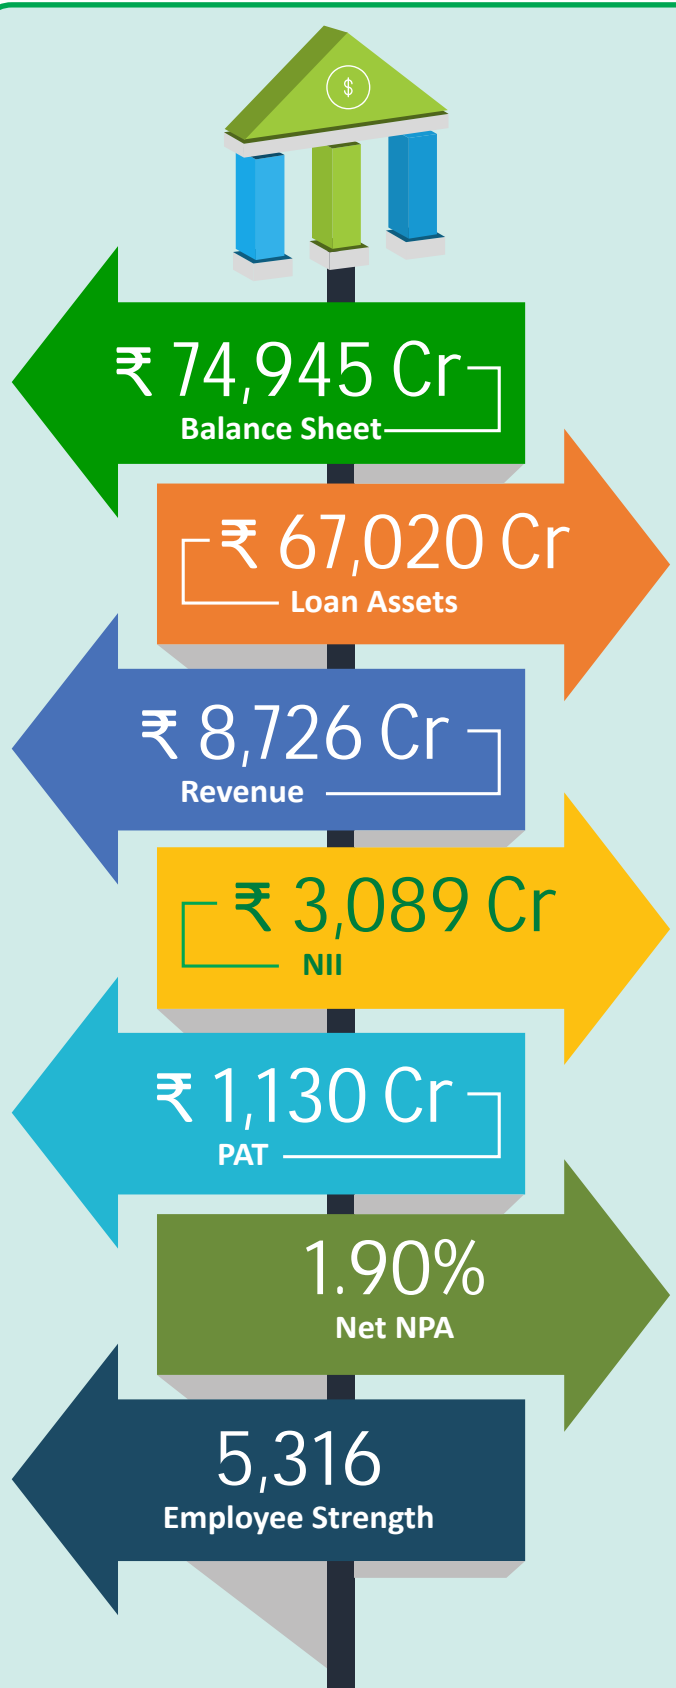 $
₹ 74,945 Cr
Balance Sheet
₹ 67,020 Cr
Loan Assets
₹ 8,726 Cr
Revenue
₹ 3,089 Cr
NII
₹ 1,130 Cr
PAT
1.90%
Net NPA
5,316
Employee Strength